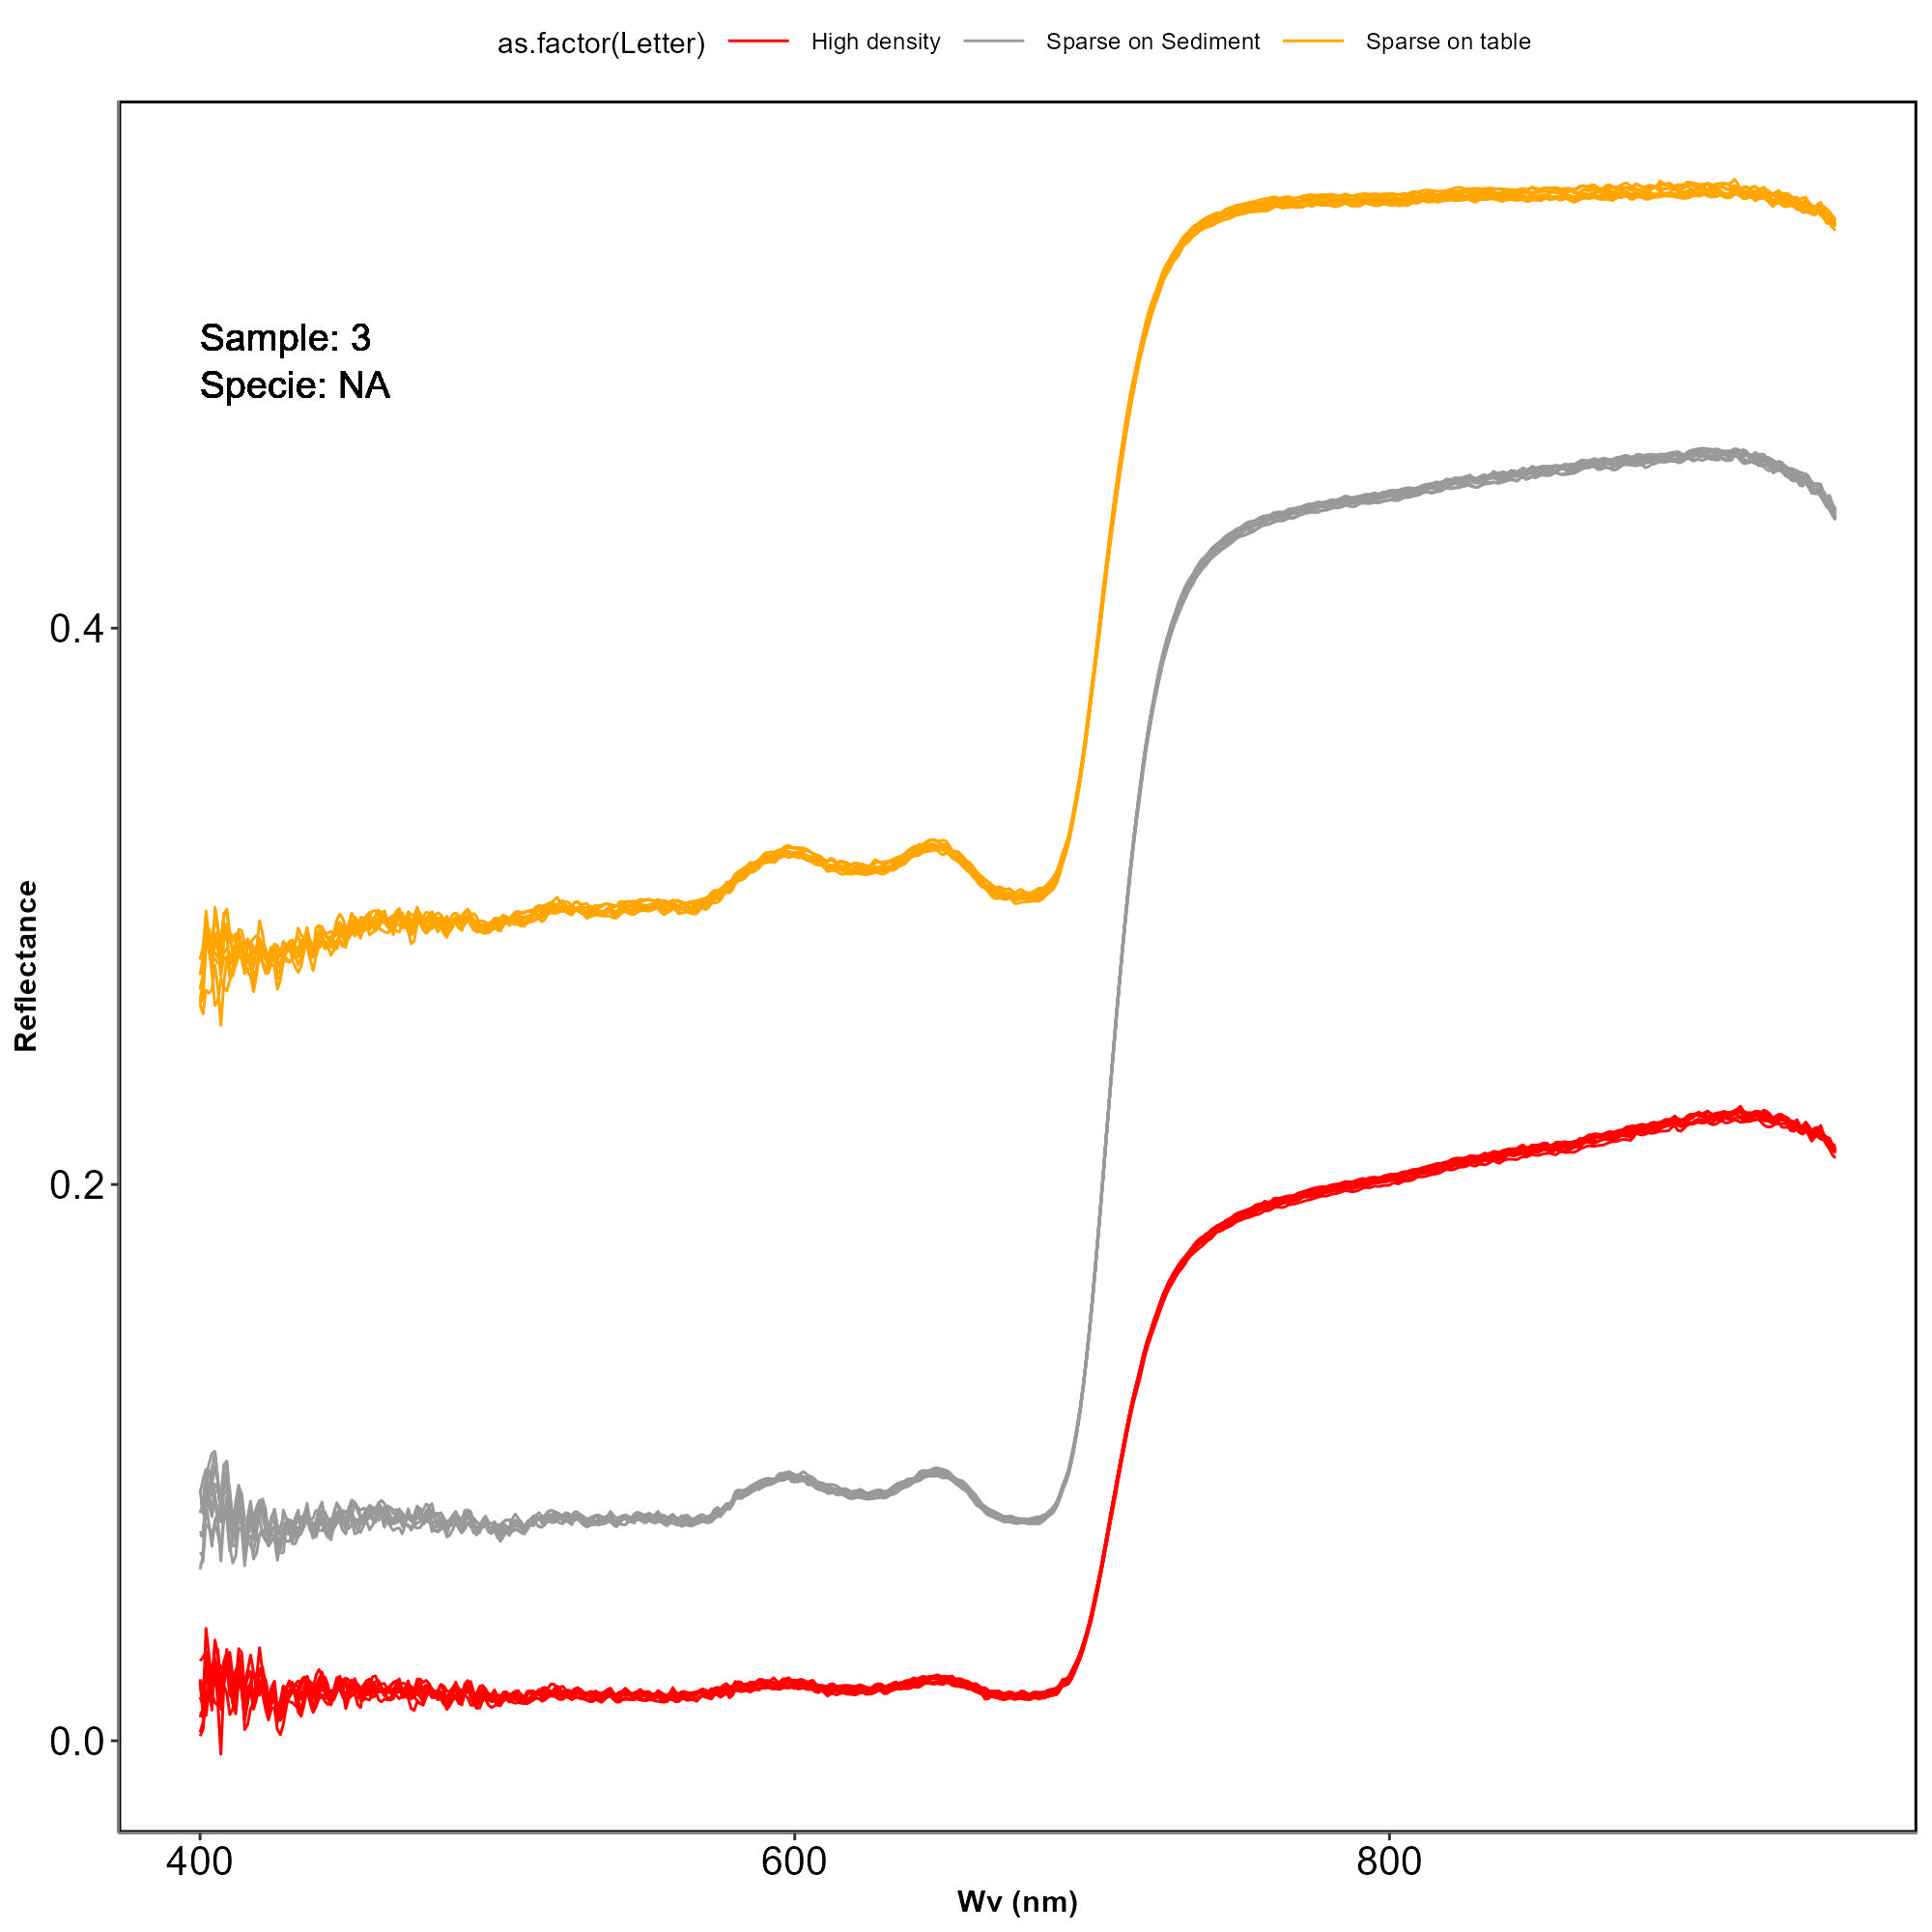 as.factor(Letter) High density Sparse on Sediment Sparse on table
Sample: 3
Specie: NA
0.4
0.2
0.0
Reflectance
400 600 800
Wv (nm)